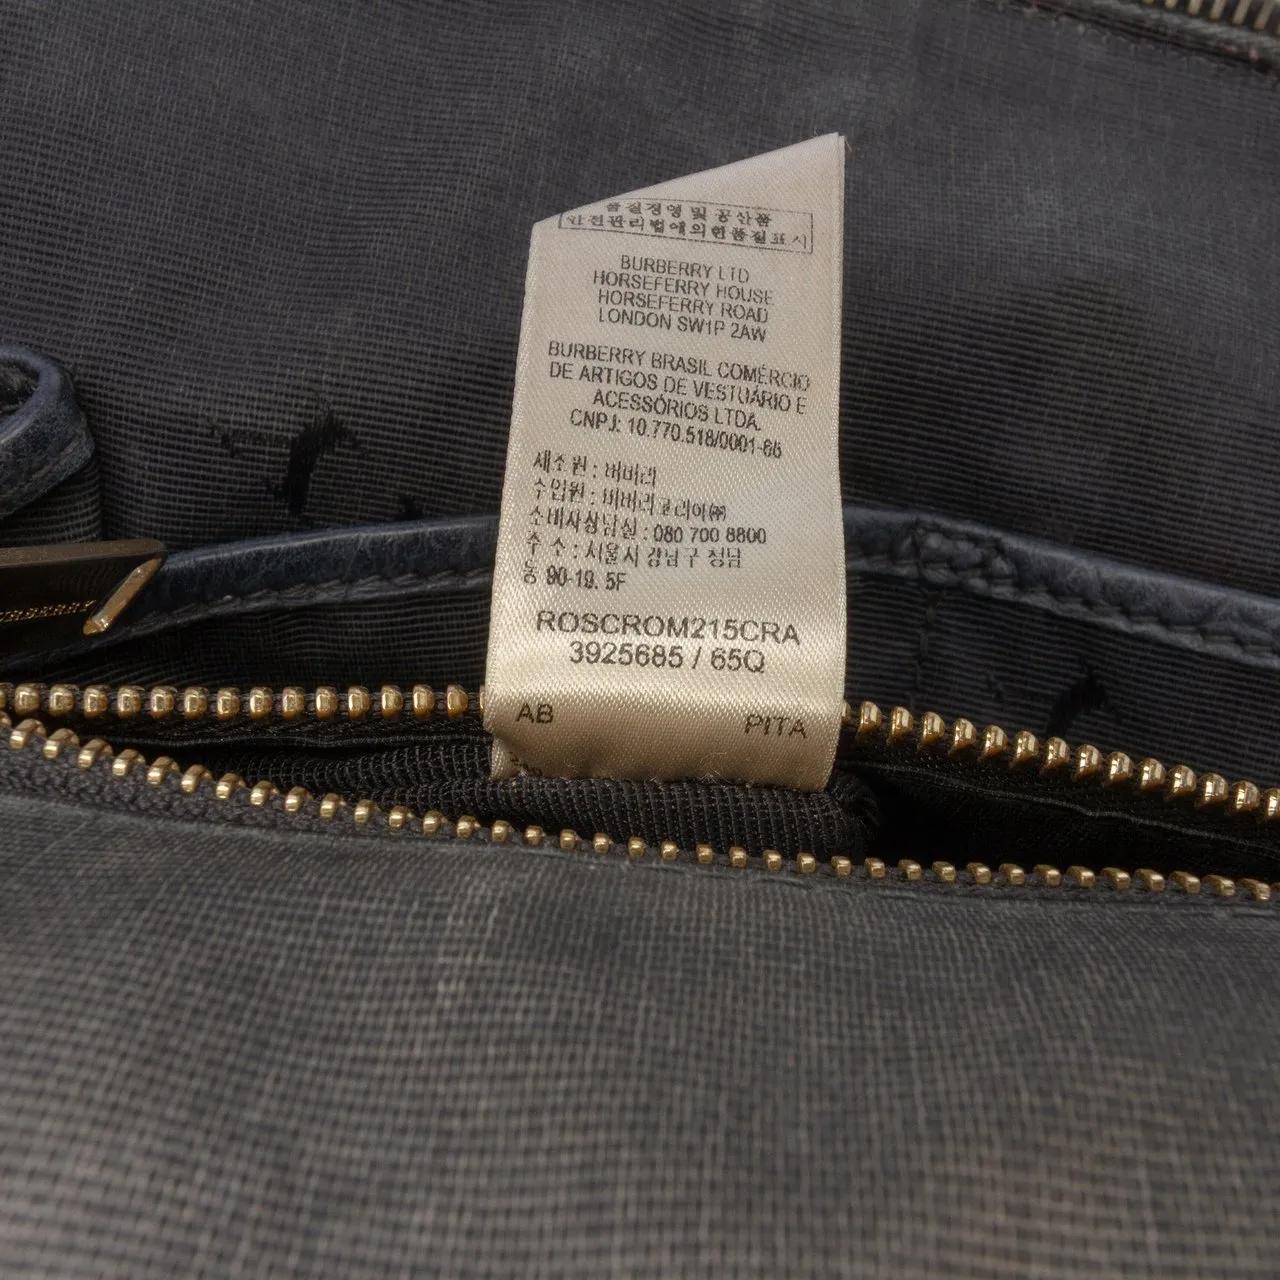 품질경영 및 공산품
안전관리법에의한품질표시
BURBERRY LTD
HORSEFERRY HOUSE
HORSEFERRY ROAD
LONDON SW1P 2AW
BURBERRY BRASIL COMÉRCIO
DE ARTIGOS DE VESTUÁRIO E
ACESSÓRIOS LTDA.
CNPJ: 10.770.518/0001-86
제조원 : 버버리
수입원 : 버버리코리아㈜
소비자상담실 : 080 700 8800
주 소 : 서울시 강남구 청담
동 90-19. 5F
ROSCROM215CRA
3925685 / 65Q
AB PITA
BURBERRY